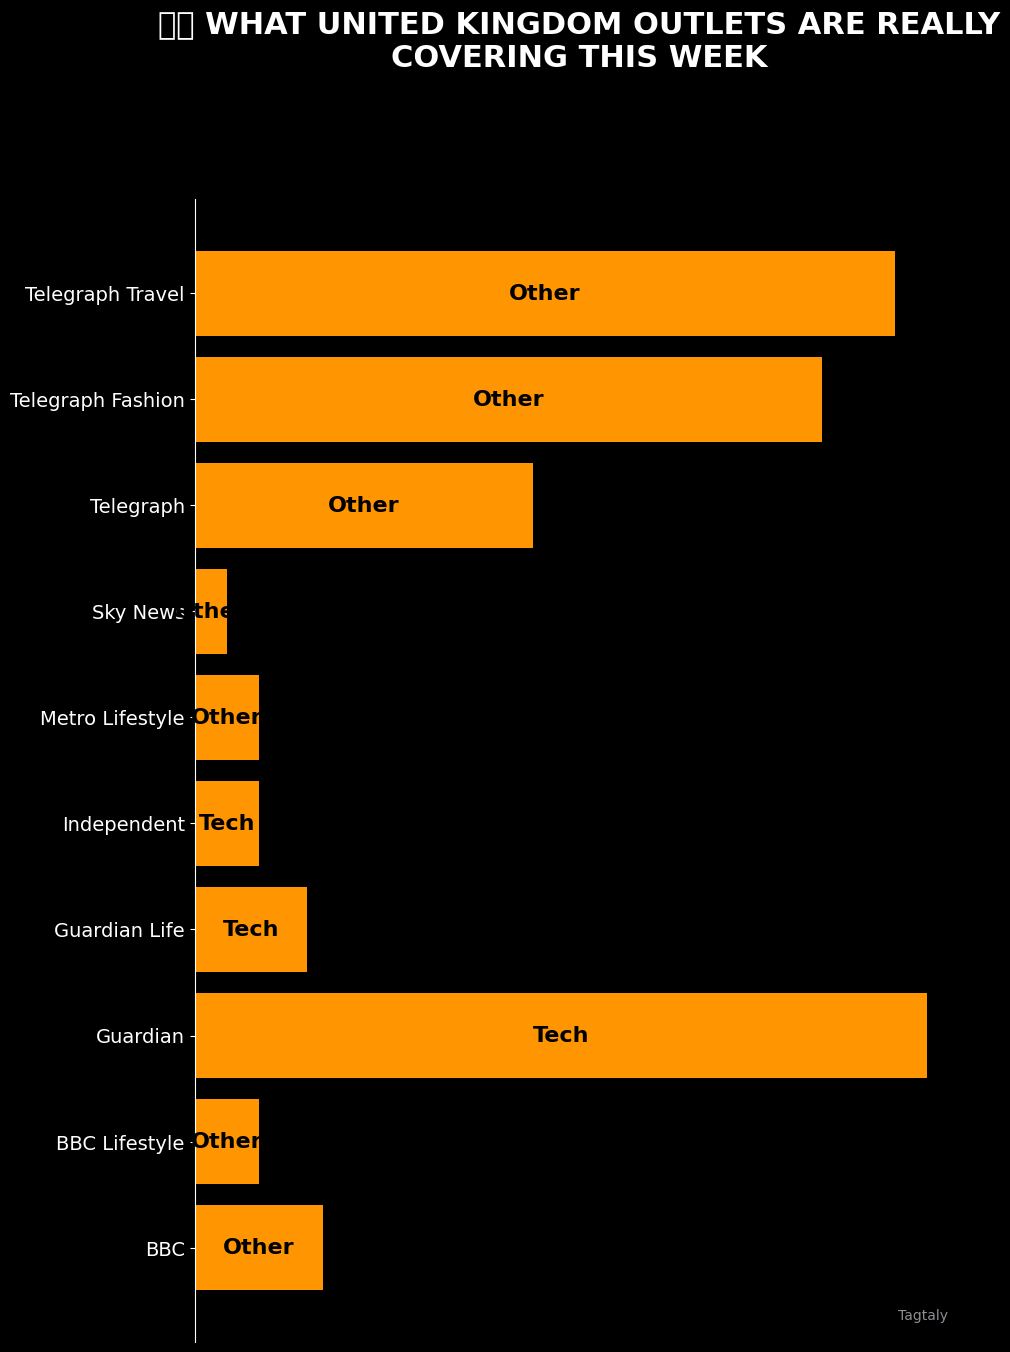 WHAT UNITED KINGDOM OUTLETS ARE REALLY
COVERING THIS WEEK
Telegraph Travel
Other
Telegraph Fashion
Other
Telegraph
Other
Sky News
Other
Metro Lifestyle
Other
Independent
Tech
Guardian Life
Tech
Guardian
Tech
BBC Lifestyle
Other
BBC
Other
Tagtaly